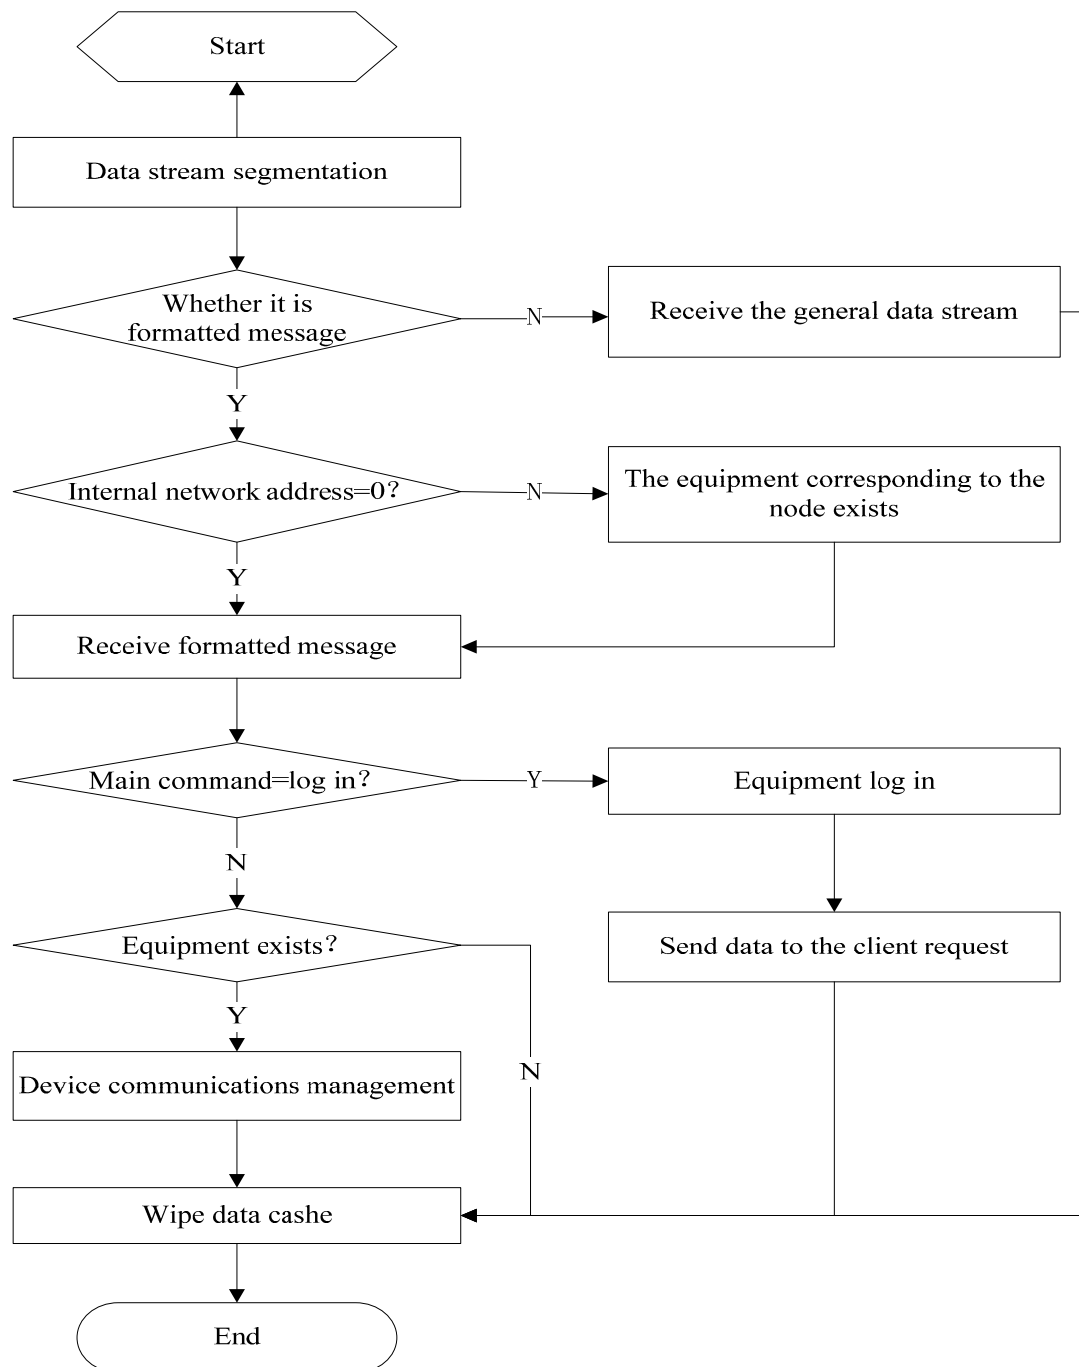 Start
Data stream segmentation
Whether it is
formatted message
N
Receive the general data stream
Y
Internal network address=0?
N
The equipment corresponding to the
node exists
Y
Receive formatted message
Main command=log in?
Y
Equipment log in
N
Equipment exists?
Send data to the client request
Y
N
Device communications management
Wipe data cashe
End